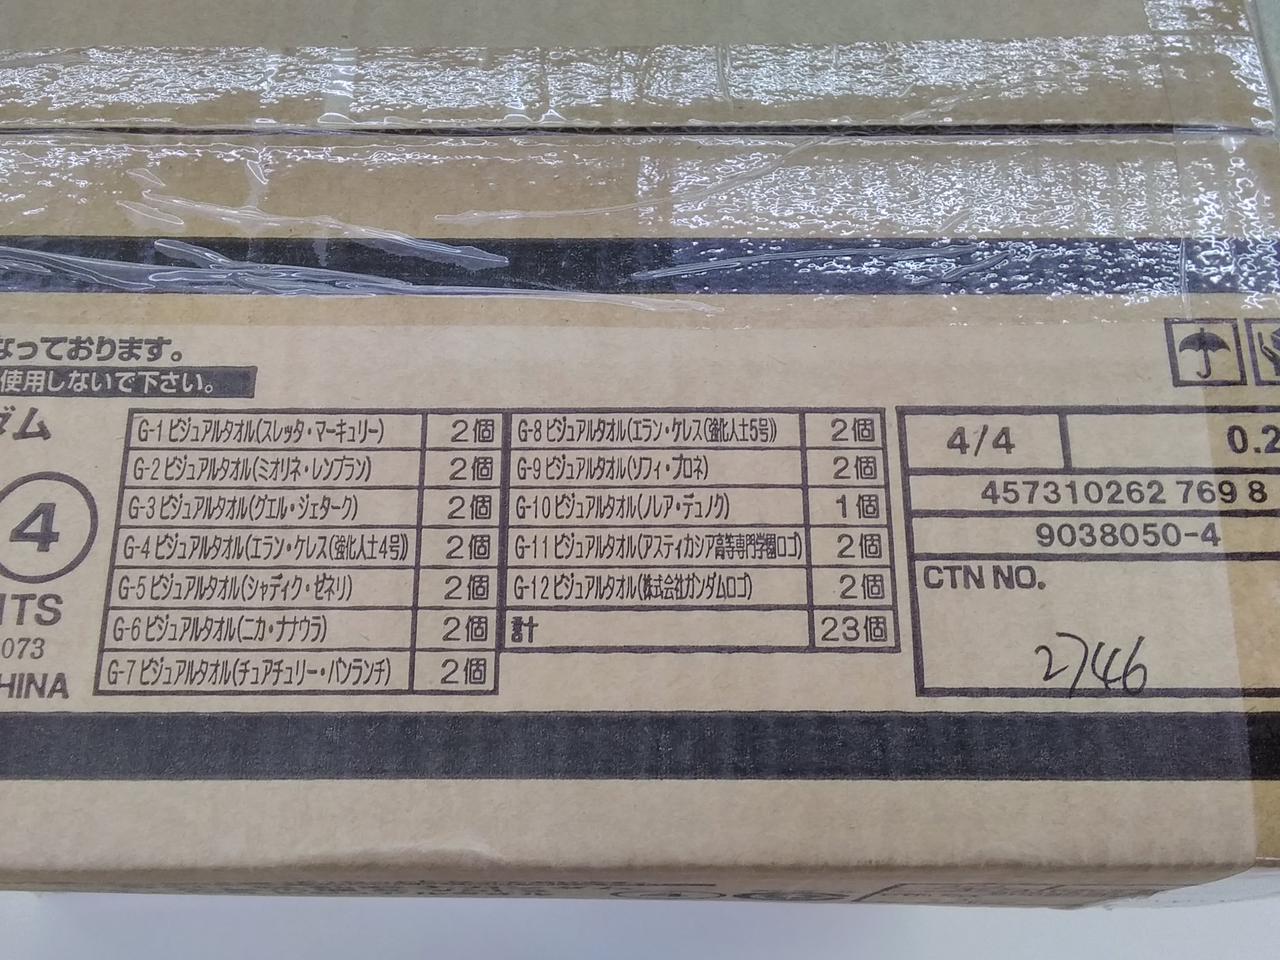 なっております。
使用しないで下さい。
ダム
4
ITS
073
HINA
G-1 ビジュアルタオル(スレッタ・マーキュリー) 2個
G-2 ビジュアルタオル(ミオリネ・レンブラン) 2個
G-3 ビジュアルタオル(グエル・ジェターク) 2個
G-4 ビジュアルタオル(エラン・ケレス(強化人士4号)) 2個
G-5 ビジュアルタオル(シャディク・ゼネリ) 2個
G-6 ビジュアルタオル(ニカ・ナナウラ) 2個
G-7 ビジュアルタオル(チュアチュリー・パンランチ) 2個
G-8 ビジュアルタオル(エラン・ケレス(強化人士5号)) 2個
G-9 ビジュアルタオル(ソフィ・プロネ) 2個
G-10 ビジュアルタオル(ノレア・デュノク) 1個
G-11 ビジュアルタオル(アスティカシア高等専門学園ロゴ) 2個
G-12 ビジュアルタオル(株式会社ガンダムロゴ) 2個
計 23個
4/4 0.2
457310262 769 8
9038050-4
CTN NO.
2746